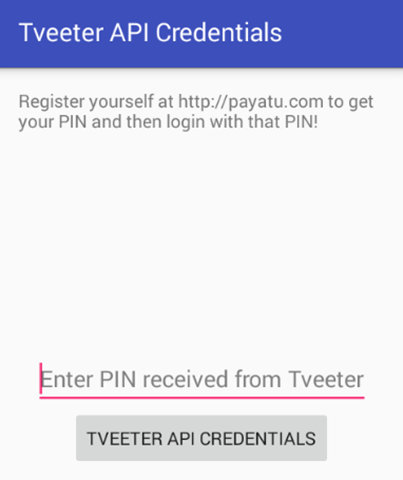 Tveeter API Credentials
Register yourself at http://payatu.com to get
your PIN and then login with that PIN!
Enter PIN received from Tveeter
TVEETER API CREDENTIALS